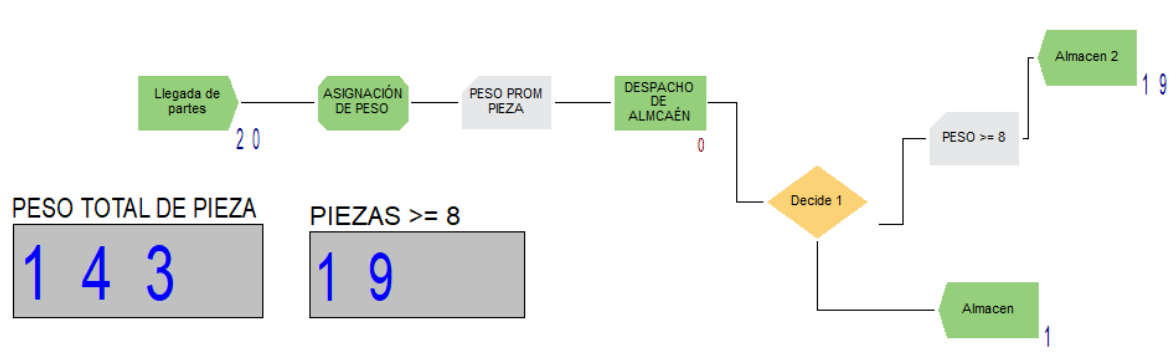 Llegada de
partes
20
ASIGNACIÓN
DE PESO
PESO PROM
PIEZA
DESPACHO
DE
ALMCAÉN
0
Decide 1
PESO >= 8
Almacen 2
19
Almacen
1
PESO TOTAL DE PIEZA
143
PIEZAS >= 8
19